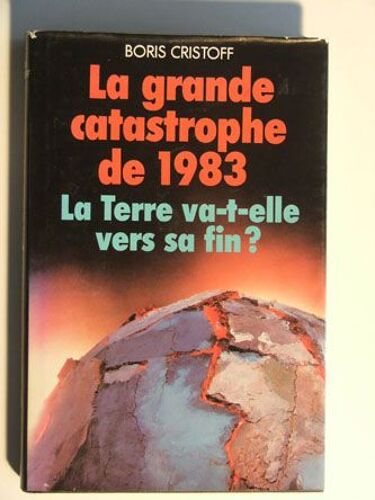 BORIS CRISTOFF
La grande
catastrophe
de 1983
La Terre va-t-elle
vers sa fin?